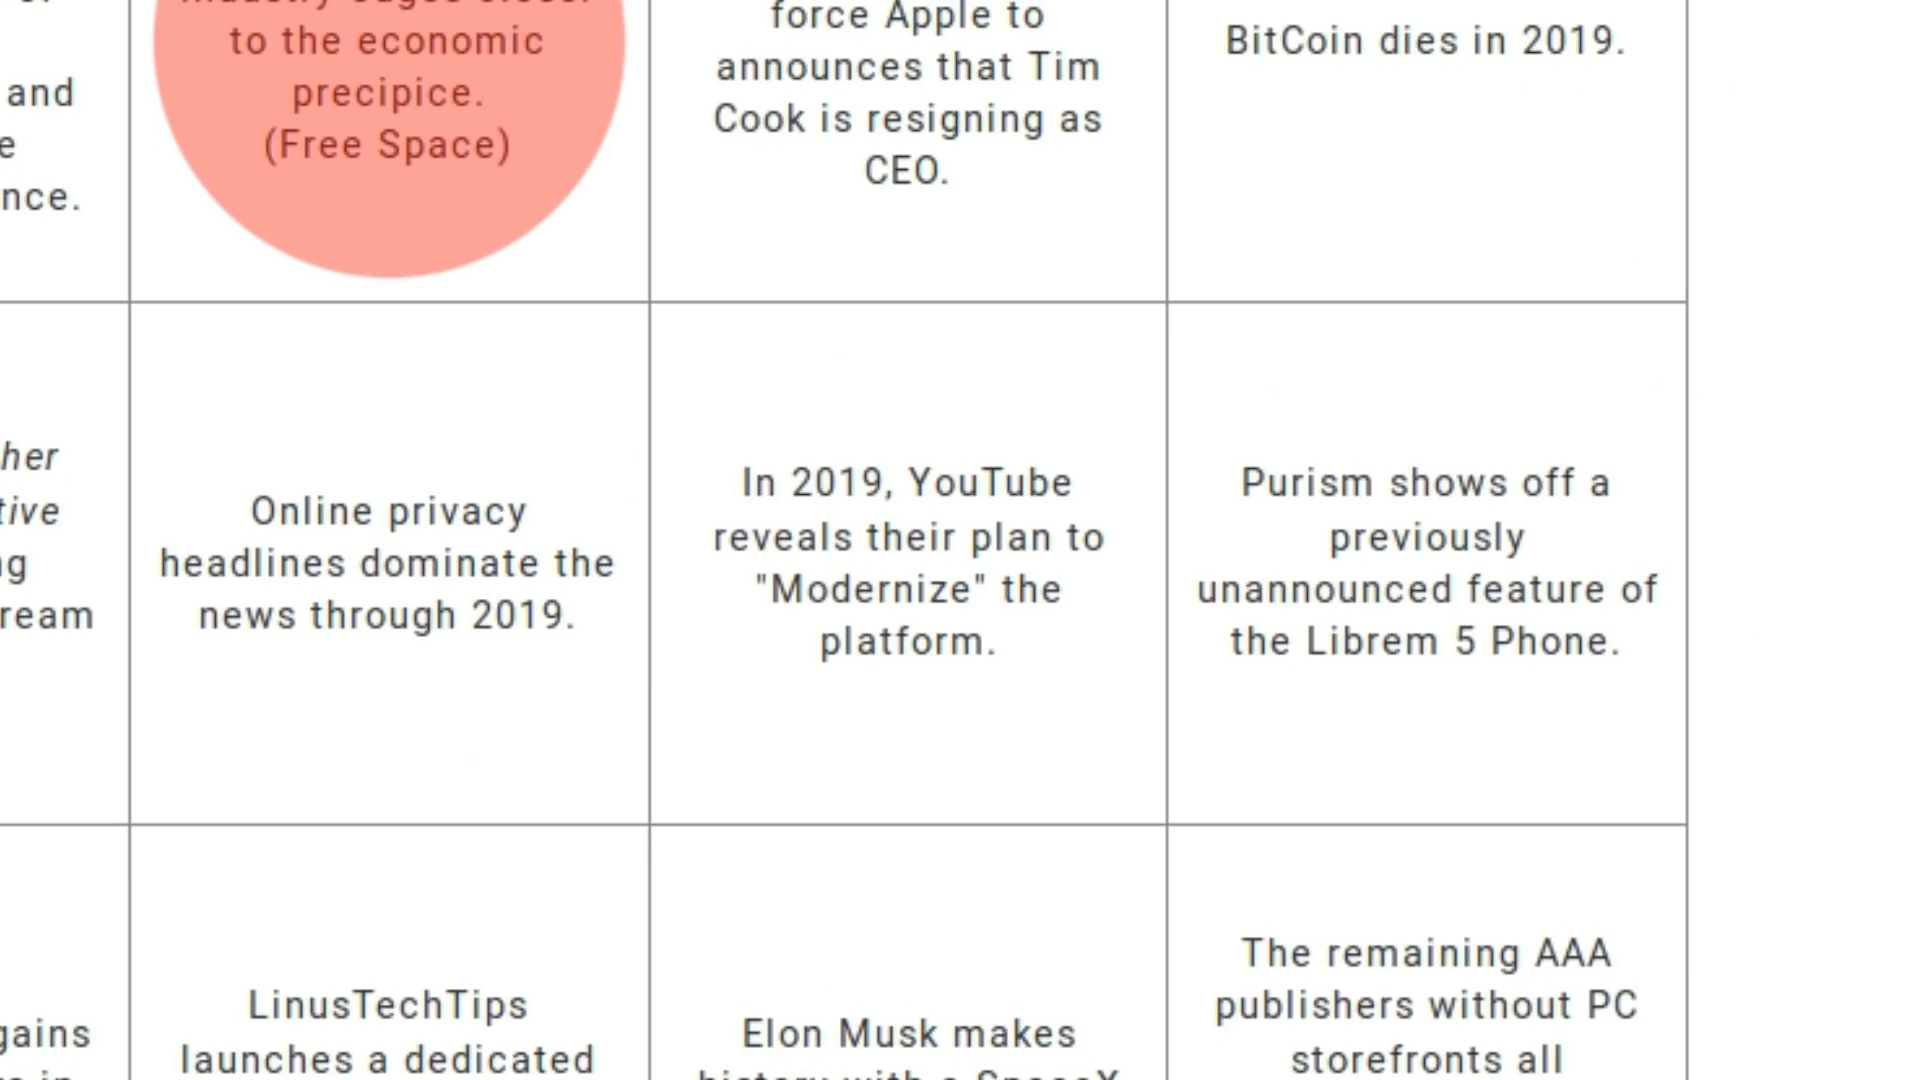 and
nce.
to the economic
precipice.
(Free Space)
force Apple to
announces that Tim
Cook is resigning as
CEO.
BitCoin dies in 2019.
her
tive
ream
Online privacy
headlines dominate the
news through 2019.
In 2019, YouTube
reveals their plan to
"Modernize" the
platform.
Purism shows off a
previously
unannounced feature of
the Librem 5 Phone.
gains
LinusTechTips
launches a dedicated
Elon Musk makes
history with a SpaceX
The remaining AAA
publishers without PC
storefronts all